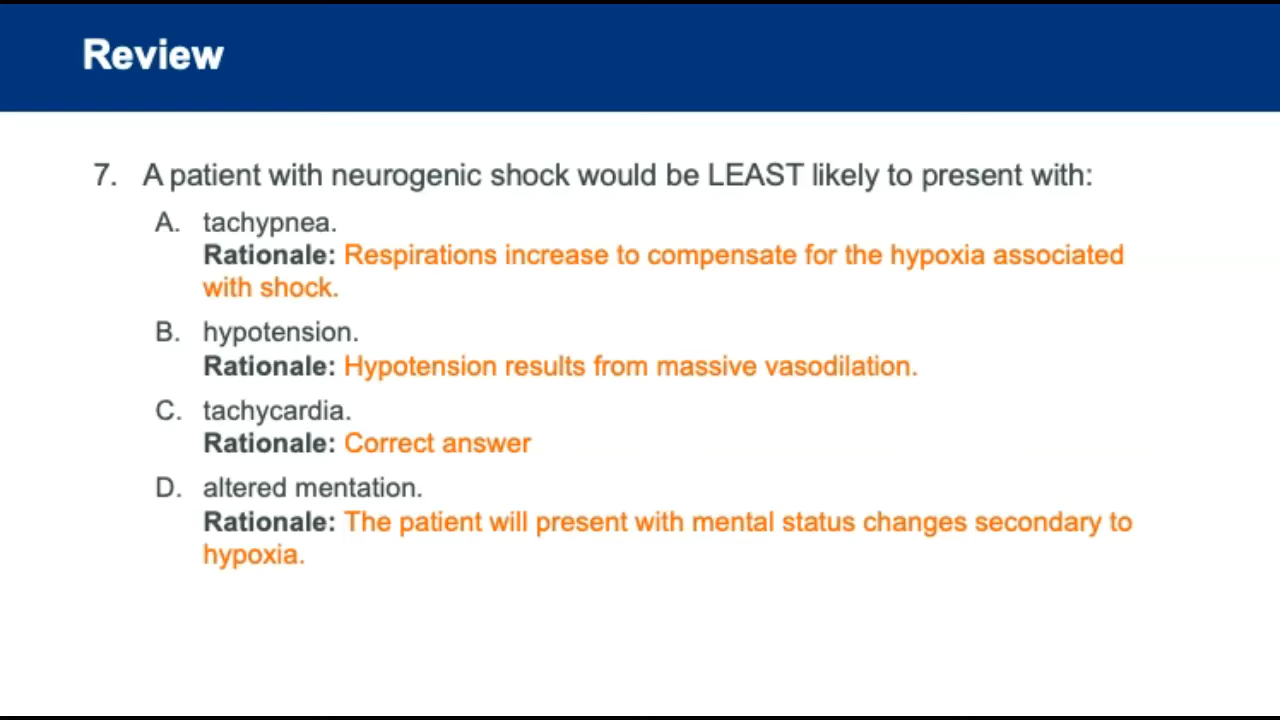 Review
7. A patient with neurogenic shock would be LEAST likely to present with:
A. tachypnea.
Rationale: Respirations increase to compensate for the hypoxia associated
with shock.
B. hypotension.
Rationale: Hypotension results from massive vasodilation.
C. tachycardia.
Rationale: Correct answer
D. altered mentation.
Rationale: The patient will present with mental status changes secondary to
hypoxia.